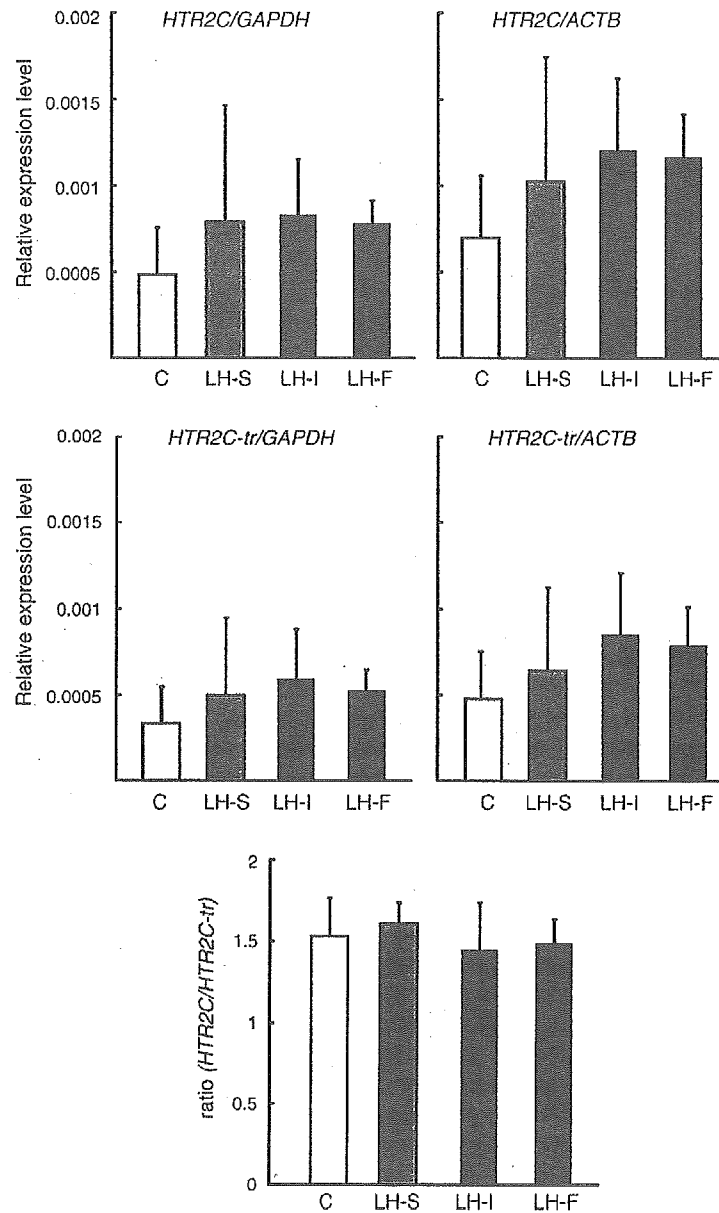 HTR2C/GAPDH
HTR2C/ACTB
Relative expression level
0.002
0.0015
0.001
0.0005
C LH-S LH-I LH-F
C LH-S LH-I LH-F
HTR2C-tr/GAPDH
HTR2C-tr/ACTB
Relative expression level
0.002
0.0015
0.001
0.0005
C LH-S LH-I LH-F
C LH-S LH-I LH-F
ratio (HTR2C/HTR2C-tr)
2
1.5
1
0.5
0
C LH-S LH-I LH-F